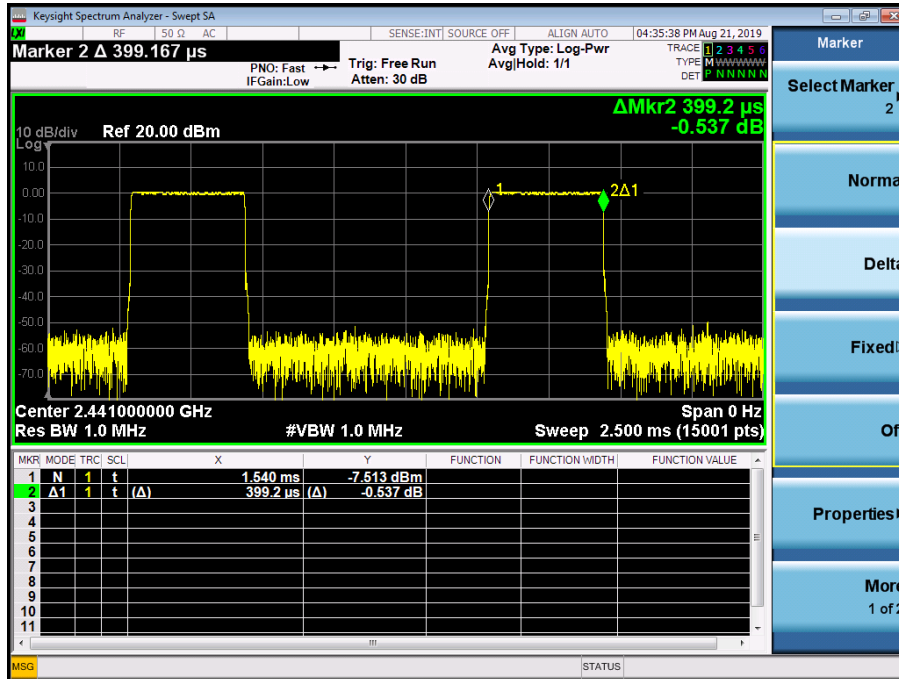 Keysight Spectrum Analyzer - Swept SA
LXI RF 50 Ω AC SENSE:INT SOURCE OFF ALIGN AUTO 04:35:38 PM Aug 21, 2019
Marker 2 Δ 399.167 µs
PNO: Fast
IFGain:Low
Trig: Free Run
Atten: 30 dB
Avg Type: Log-Pwr
Avg|Hold: 1/1
TRACE 1 2 3 4 5 6
TYPE M W W W W W
DET P N N N N N
ΔMkr2 399.2 µs
-0.537 dB
10 dB/div Ref 20.00 dBm
Log
10.0
0.00
-10.0
-20.0
-30.0
-40.0
-50.0
-60.0
-70.0
1
2Δ1
Center 2.441000000 GHz Span 0 Hz
Res BW 1.0 MHz #VBW 1.0 MHz Sweep 2.500 ms (15001 pts)
MKR MODE TRC SCL X Y FUNCTION FUNCTION WIDTH FUNCTION VALUE
1 N 1 t 1.540 ms -7.513 dBm
2 Δ1 1 t (Δ) 399.2 µs (Δ) -0.537 dB
3
4
5
6
7
8
9
10
11
MSG STATUS
Marker
Select Marker
2
Norma
Delta
Fixed
Of
Properties
More
1 of 2